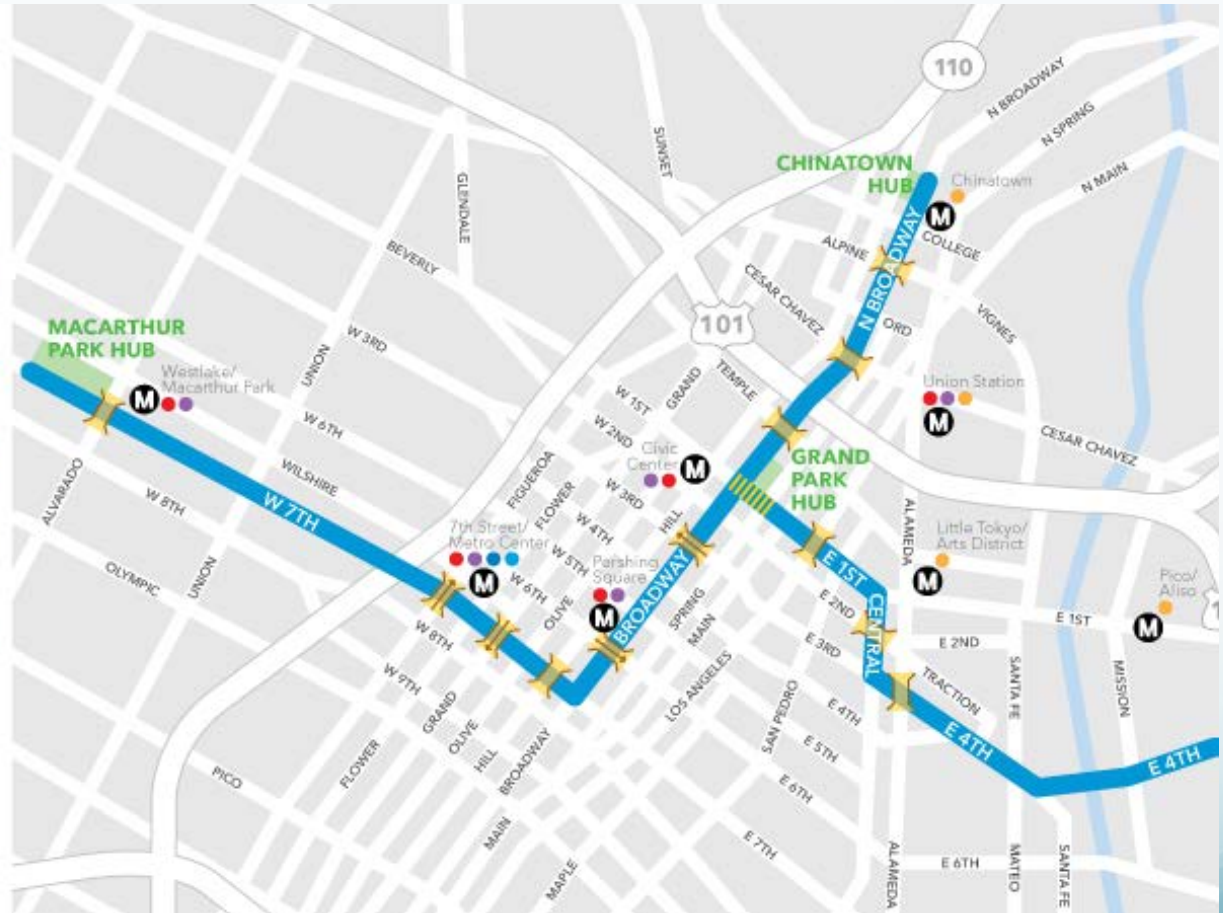 110
N BROADWAY
N SPRING
N MAIN
SUNSET
GLENDALE
CHINATOWN
HUB
Chinatown
M
COLLEGE
ALPINE
N BROADWAY
BEVERLY
CESAR CHAVEZ
VIGNES
ORD
101
MACARTHUR
PARK HUB
Westlake/
Macarthur Park
M
W 3RD
UNION
TEMPLE
GRAND
Union Station
M
W 1ST
W 2ND
W 6TH
CESAR CHAVEZ
Civic
Center
M
GRAND
PARK
HUB
WILSHIRE
FIGUEROA
FLOWER
W 3RD
W 4TH
HILL
ALVARADO
W 8TH
W 7TH
7th Street/
Metro Center
M
W 5TH
W 6TH
OLIVE
Pershing
Square
M
BROADWAY
SPRING
MAIN
E 1ST
ALAMEDA
Little Tokyo/
Arts District
M
Pico/
Aliso
M
1
E 1ST
E 2ND
CENTRAL
E 2ND
E 3RD
OLYMPIC
UNION
W 8TH
W 9TH
LOS ANGELES
SAN PEDRO
E 4TH
TRACTION
SANTA FE
MISSION
E 4TH
E 4TH
FLOWER
GRAND
OLIVE
HILL
BROADWAY
E 5TH
E 6TH
PICO
MAIN
MAPLE
E 7TH
ALAMEDA
E 6TH
MATEO
SANTA FE